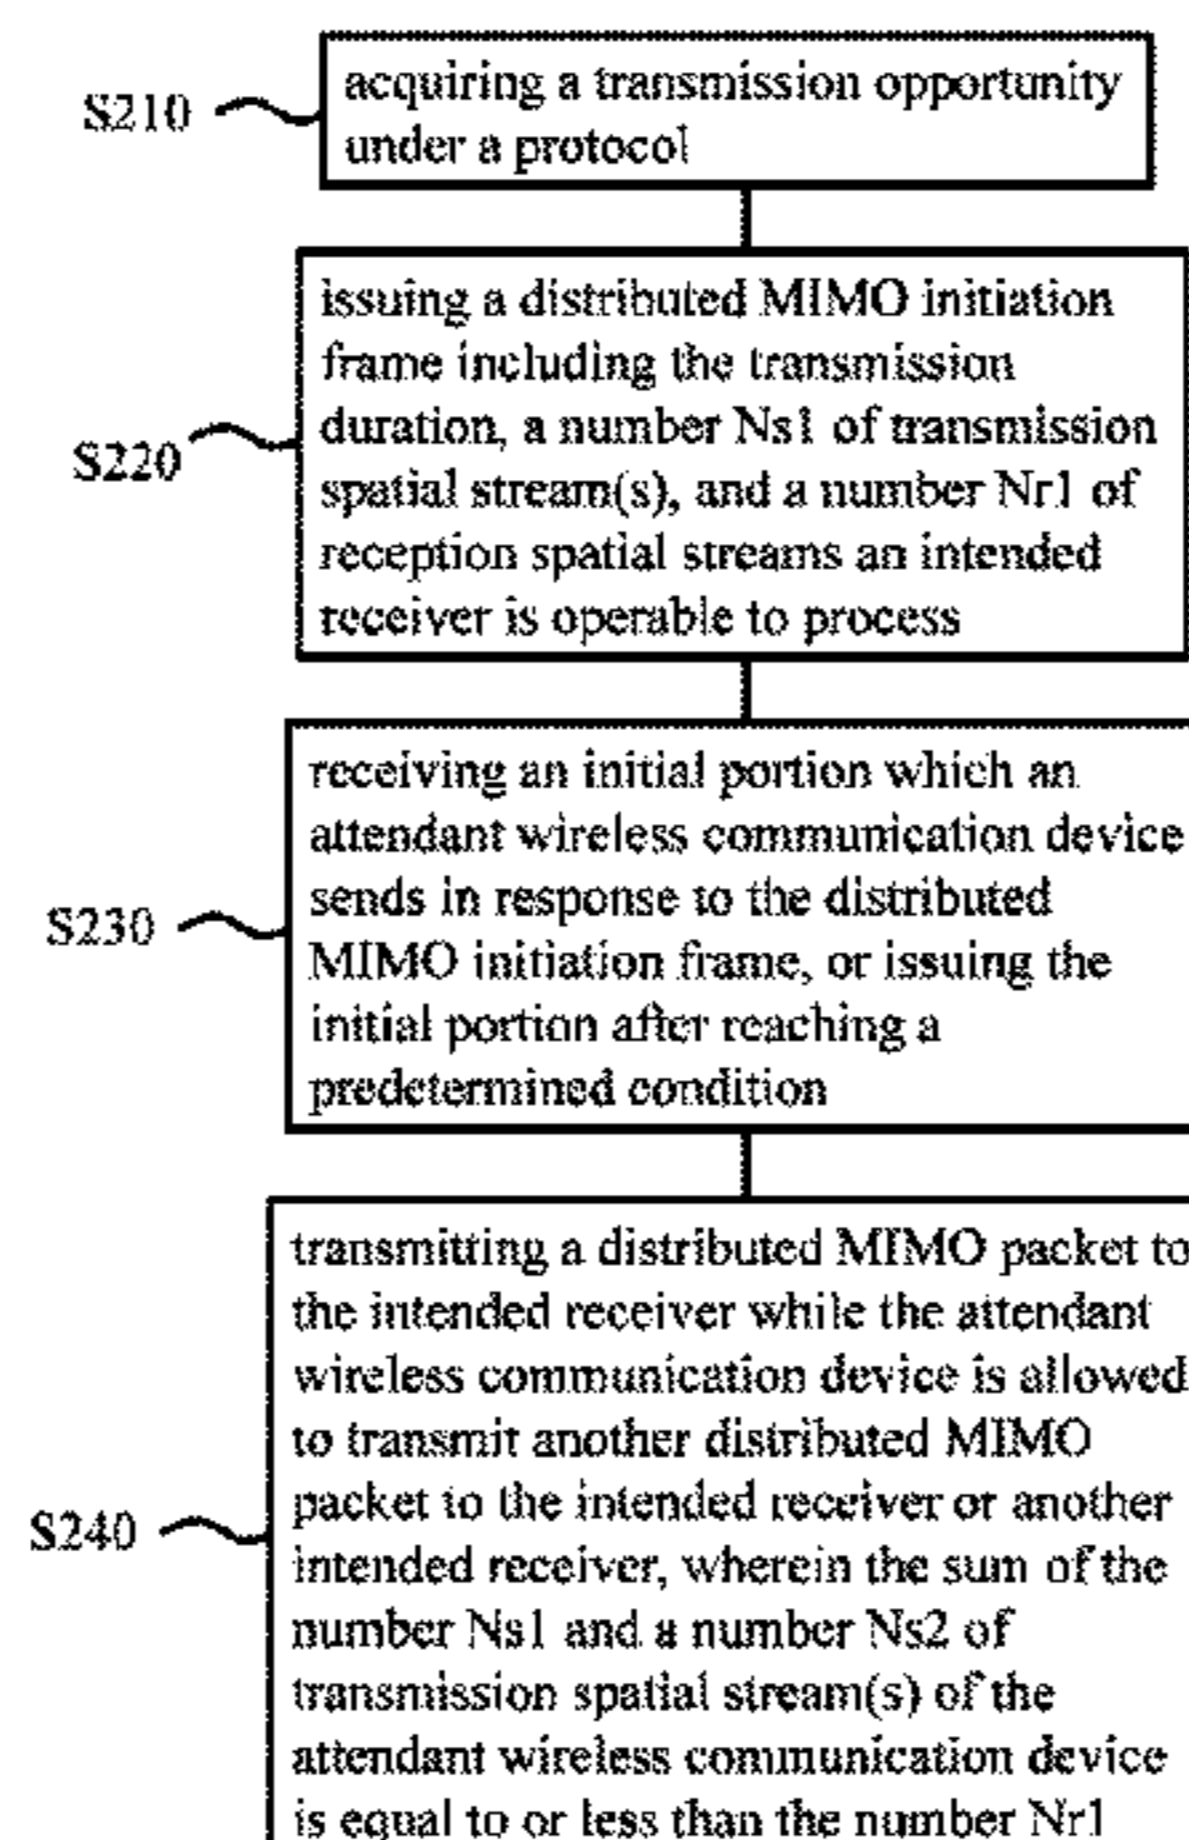 S210
acquiring a transmission opportunity
under a protocol
S220
issuing a distributed MIMO initiation
frame including the transmission
duration, a number Ns1 of transmission
spatial stream(s), and a number Nr1 of
reception spatial streams an intended
receiver is operable to process
S230
receiving an initial portion which an
attendant wireless communication device
sends in response to the distributed
MIMO initiation frame, or issuing the
initial portion after reaching a
predetermined condition
S240
transmitting a distributed MIMO packet to
the intended receiver while the attendant
wireless communication device is allowed
to transmit another distributed MIMO
packet to the intended receiver or another
intended receiver, wherein the sum of the
number Ns1 and a number Ns2 of
transmission spatial stream(s) of the
attendant wireless communication device
is equal to or less than the number Nr1